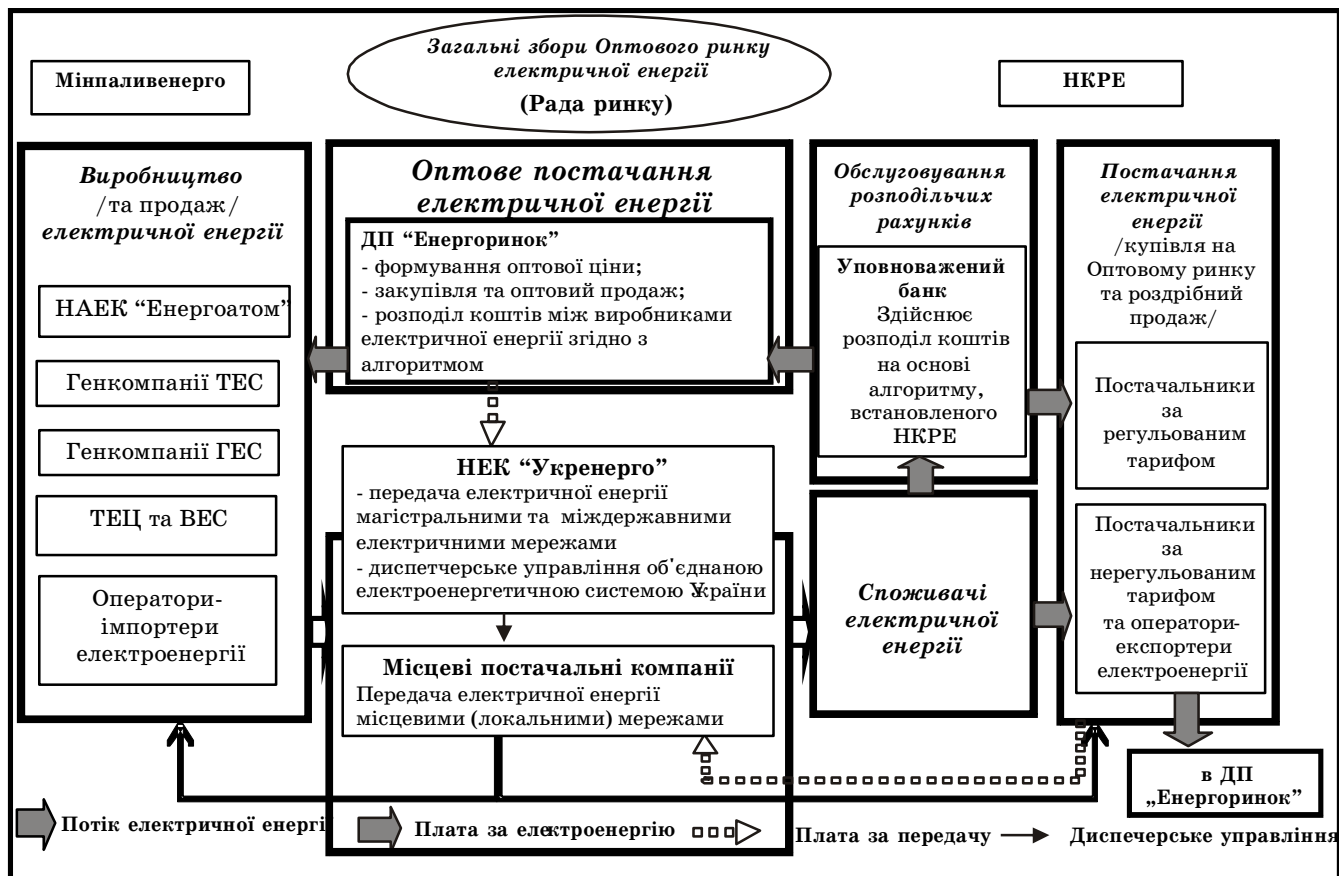 Загальні збори Оптового ринку
електричної енергії
(Рада ринку)
Мінпаливенерго
НКРЕ
Виробництво
/та продаж/
електричної енергії
НАЕК “Енергоатом”
Генкомпанії ТЕС
Генкомпанії ГЕС
ТЕЦ та ВЕС
Оператори-
імпортери
електроенергії
Оптове постачання
електричної енергії
ДП “Енергоринок”
- формування оптової ціни;
- закупівля та оптовий продаж;
- розподіл коштів між виробниками
електричної енергії згідно з
алгоритмом
НЕК “Укренерго”
- передача електричної енергії
магістральними та міждержавними
електричними мережами
- диспетчерське управління об'єднаною
електроенергетичною системою України
Місцеві постачальні компанії
Передача електричної енергії
місцевими (локальними) мережами
Обслуговування
розподільчих
рахунків
Уповноважений
банк
Здійснює
розподіл коштів
на основі
алгоритму,
встановленого
НКРЕ
Споживачі
електричної
енергії
Постачання
електричної
енергії
/купівля на
Оптовому ринку
та роздрібний
продаж/
Постачальники
за
регульованим
тарифом
Постачальники
за
нерегульованим
тарифом
та оператори-
експортери
електроенергії
в ДП
„Енергоринок”
Потік електричної енергії
Плата за електроенергію
Плата за передачу
Диспечерське управління